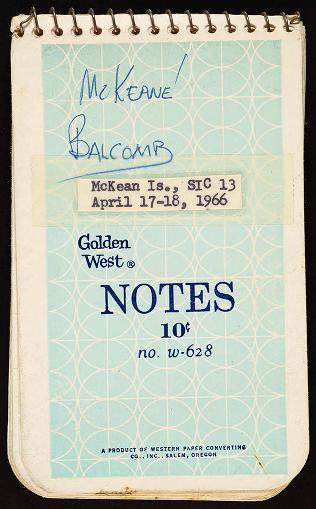 McKeane'
Balcomb
McKean Is., SIC 13
April 17-18, 1966
Golden
West ®
NOTES
10¢
no. w-628
A PRODUCT OF WESTERN PAPER CONVERTING
CO., INC., SALEM, OREGON